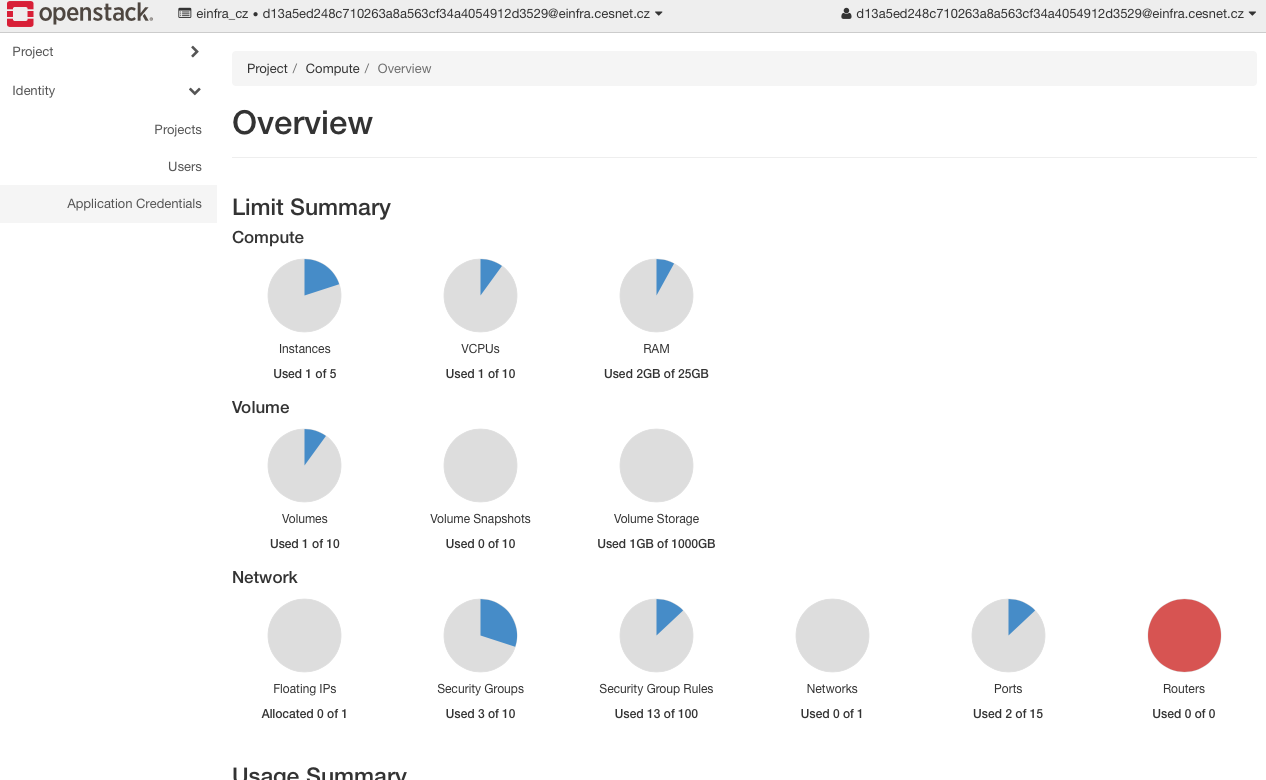 openstack.
einfra_cz • d13a5ed248c710263a8a563cf34a4054912d3529@einfra.cesnet.cz
d13a5ed248c710263a8a563cf34a4054912d3529@einfra.cesnet.cz
Project
Identity
Projects
Users
Application Credentials
Project / Compute / Overview
Overview
Limit Summary
Compute
Instances
Used 1 of 5
VCPUs
Used 1 of 10
RAM
Used 2GB of 25GB
Volume
Volumes
Used 1 of 10
Volume Snapshots
Used 0 of 10
Volume Storage
Used 1GB of 1000GB
Network
Floating IPs
Allocated 0 of 1
Security Groups
Used 3 of 10
Security Group Rules
Used 13 of 100
Networks
Used 0 of 1
Ports
Used 2 of 15
Routers
Used 0 of 0
Usage Summary